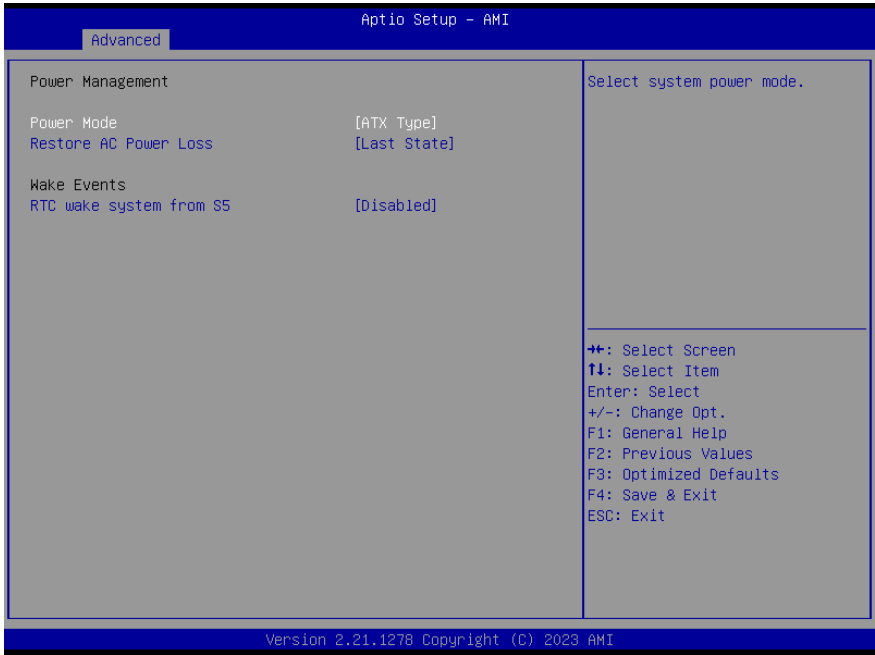 Aptio Setup – AMI
Advanced
Power Management
Power Mode [ATX Type]
Restore AC Power Loss [Last State]
Wake Events
RTC wake system from S5 [Disabled]
Select system power mode.
→←: Select Screen
↑↓: Select Item
Enter: Select
+/-: Change Opt.
F1: General Help
F2: Previous Values
F3: Optimized Defaults
F4: Save & Exit
ESC: Exit
Version 2.21.1278 Copyright (C) 2023 AMI